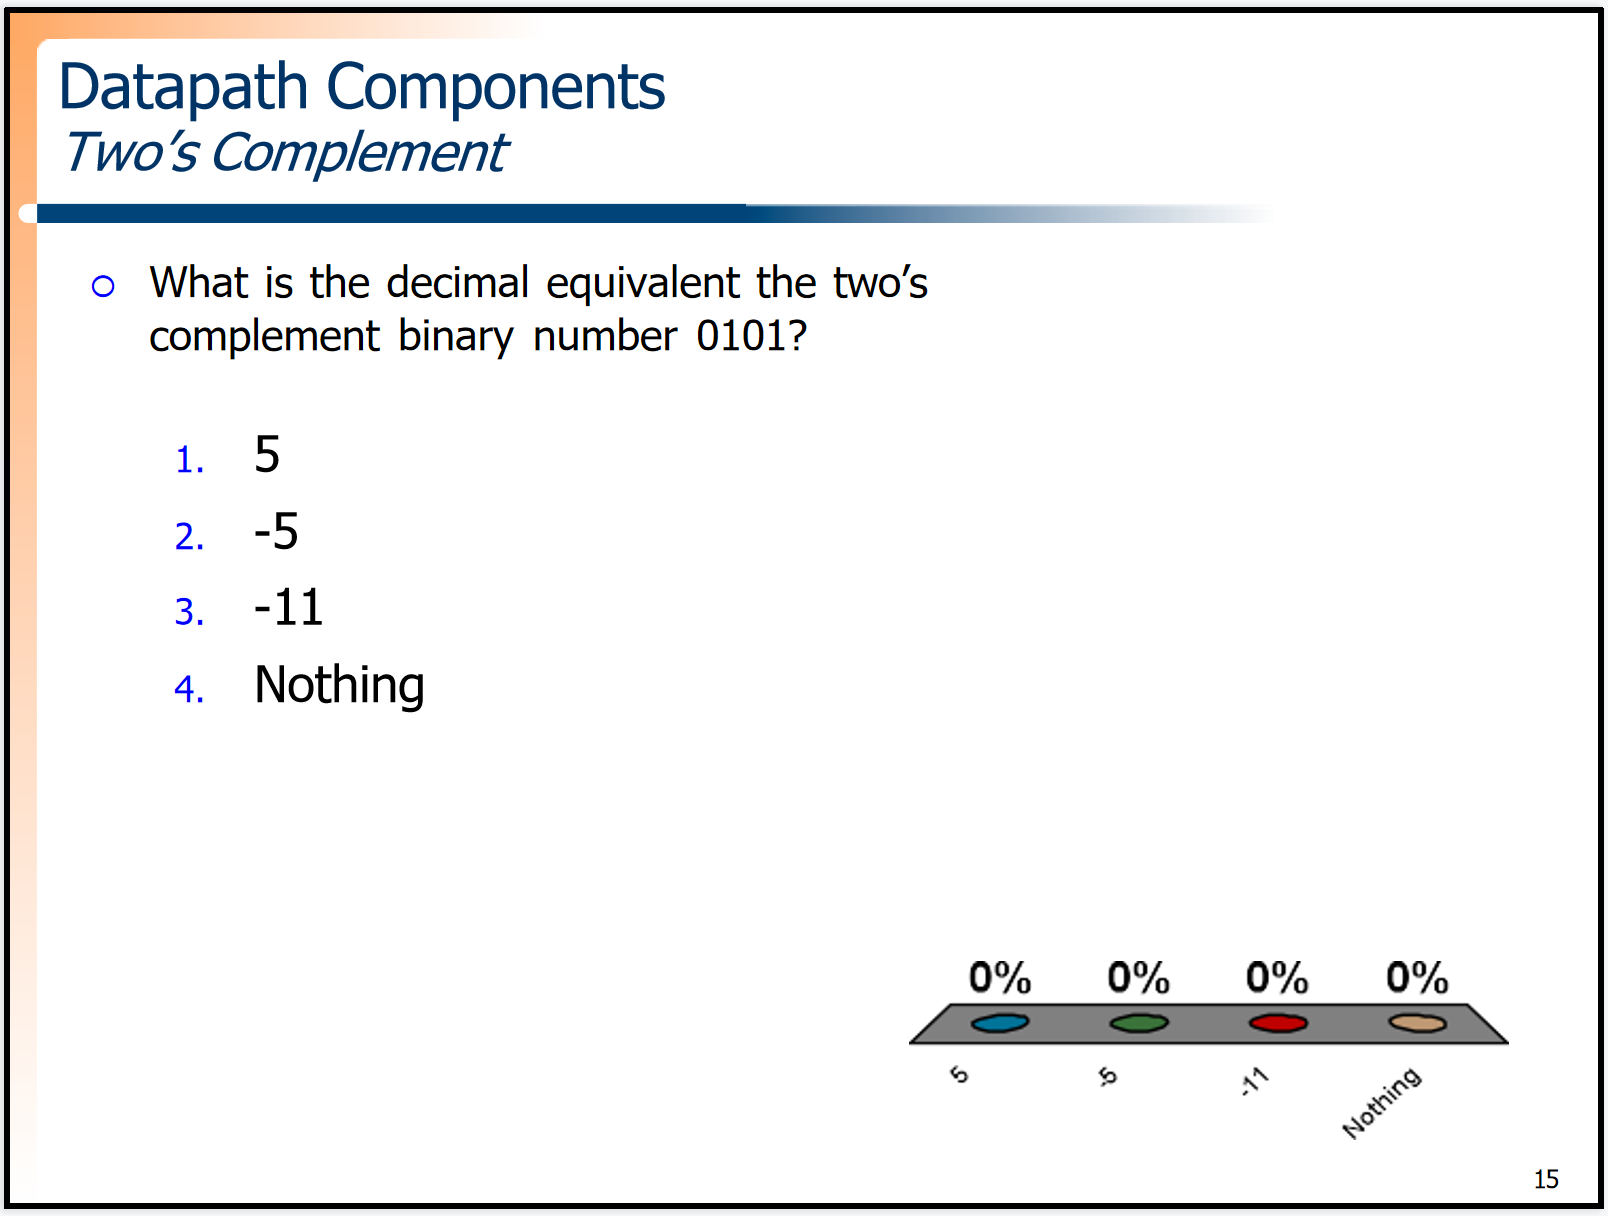 Datapath Components
Two’s Complement
○ What is the decimal equivalent the two’s
complement binary number 0101?
1. 5
2. -5
3. -11
4. Nothing
0% 0% 0% 0%
5 -5 -11 Nothing
15